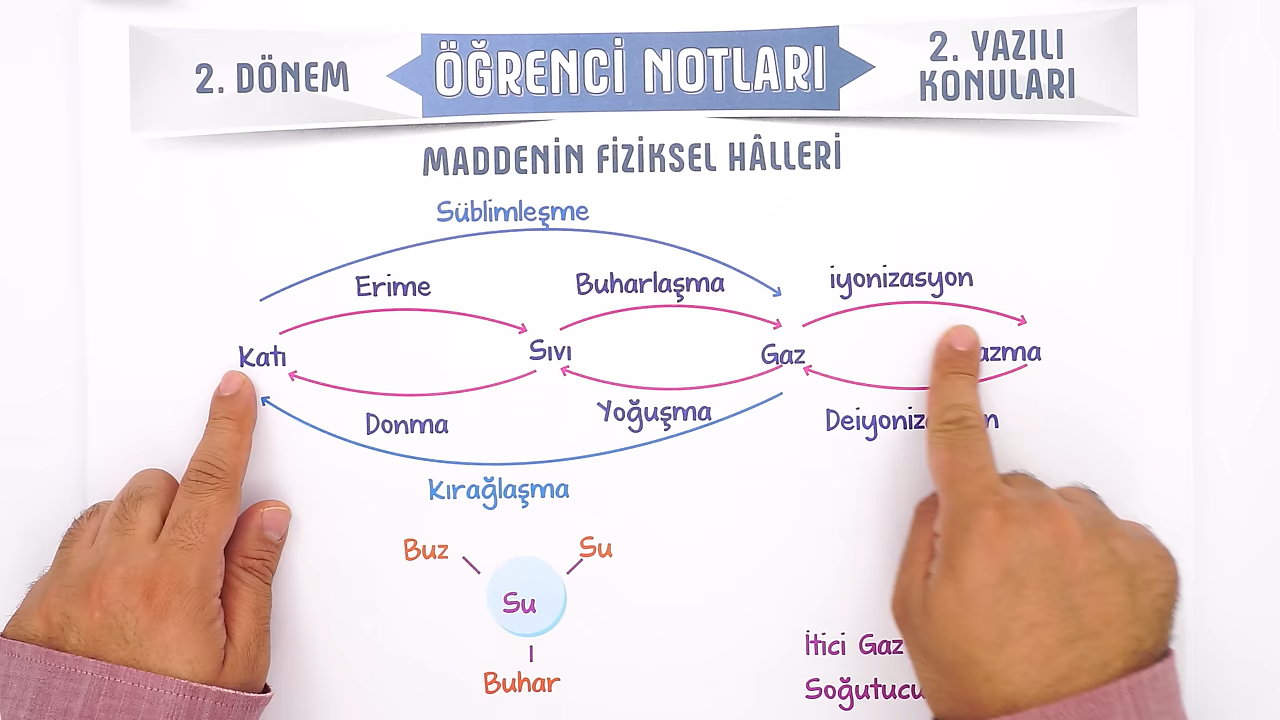 2. DÖNEM
ÖĞRENCİ NOTLARI
2. YAZILI
KONULARI
MADDENİN FİZİKSEL HÂLLERİ
Süblimleşme
Erime
Buharlaşma
iyonizasyon
Katı
Sıvı
Gaz
Donma
Yoğuşma
Kırağlaşma
Buz
Su
Su
Buhar
İtici Gaz